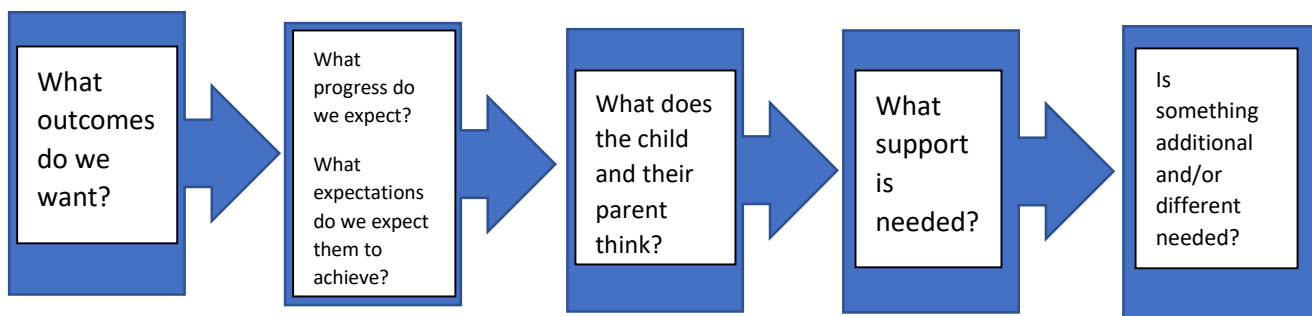 What
outcomes
do we
want?
What
progress do
we expect?
What
expectations
do we expect
them to
achieve?
What does
the child
and their
parent
think?
What
support
is
needed?
Is
something
additional
and/or
different
needed?